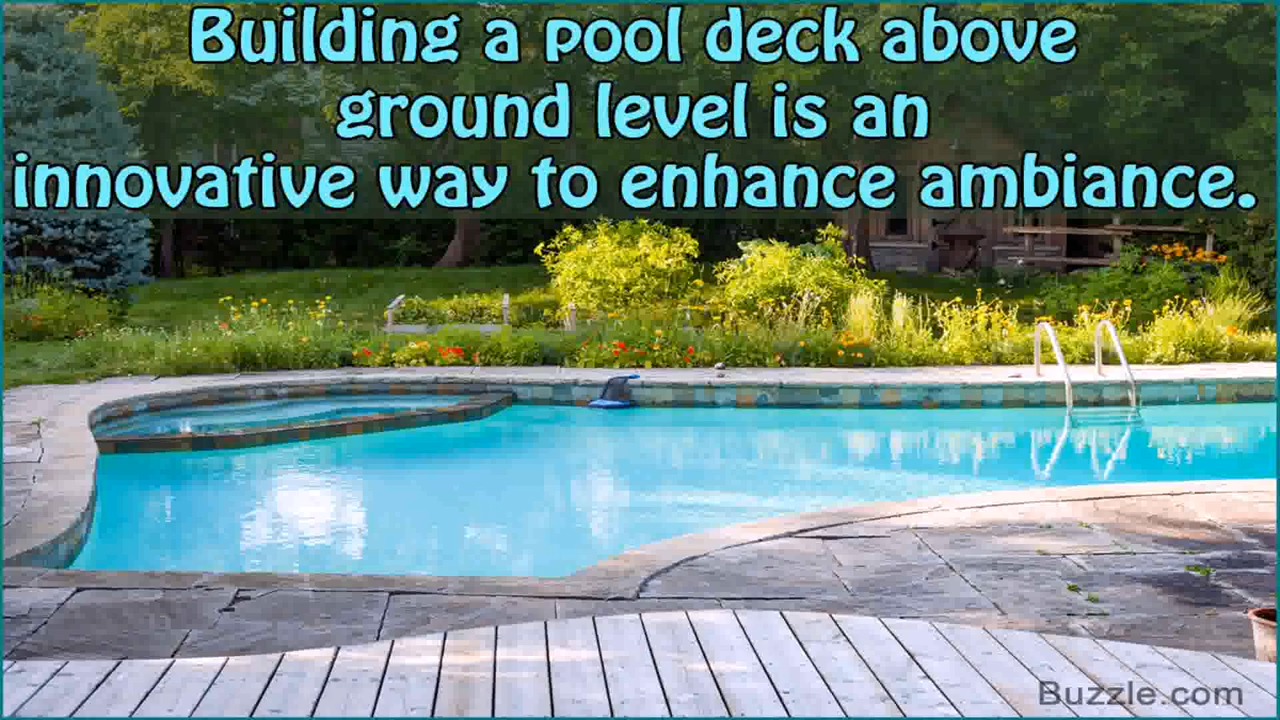 Building a pool deck above
ground level is an
innovative way to enhance ambiance.
Buzzle.com